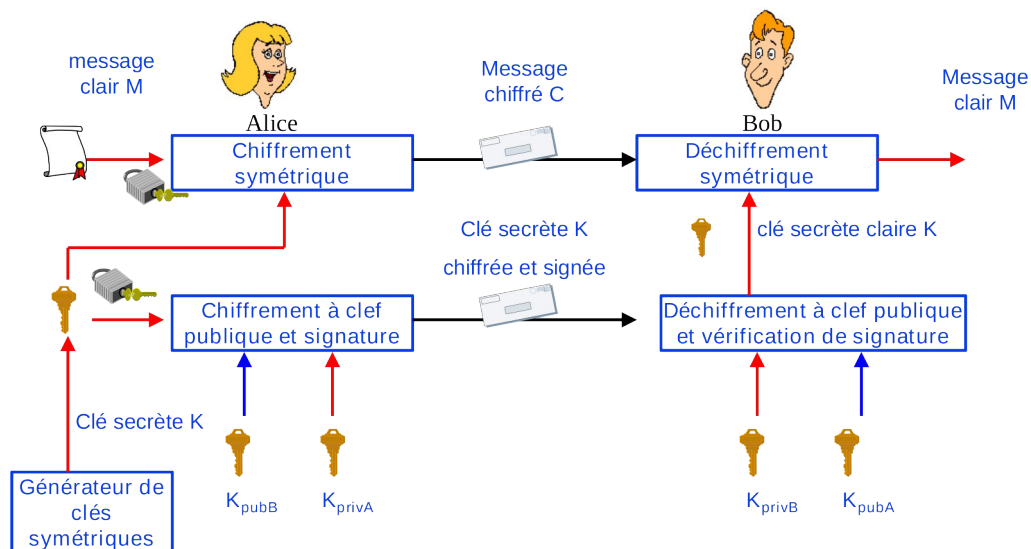 message
clair M
Alice
Message
chiffré C
Bob
Message
clair M
Chiffrement
symétrique
Déchiffrement
symétrique
Clé secrète K
chiffrée et signée
clé secrète claire K
Chiffrement à clef
publique et signature
Déchiffrement à clef publique
et vérification de signature
Clé secrète K
Générateur de
clés
symétriques
KpubB
KprivA
KprivB
KpubA